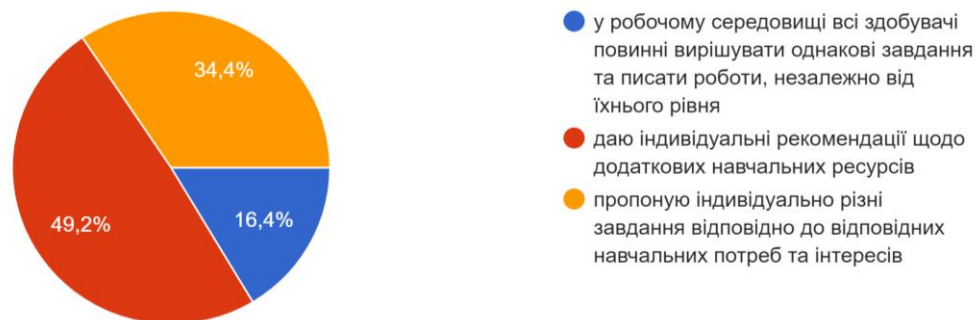 34,4%
49,2%
16,4%
у робочому середовищі всі здобувачі
повинні вирішувати однакові завдання
та писати роботи, незалежно від
їхнього рівня
даю індивідуальні рекомендації щодо
додаткових навчальних ресурсів
пропоную індивідуально різні
завдання відповідно до відповідних
навчальних потреб та інтересів